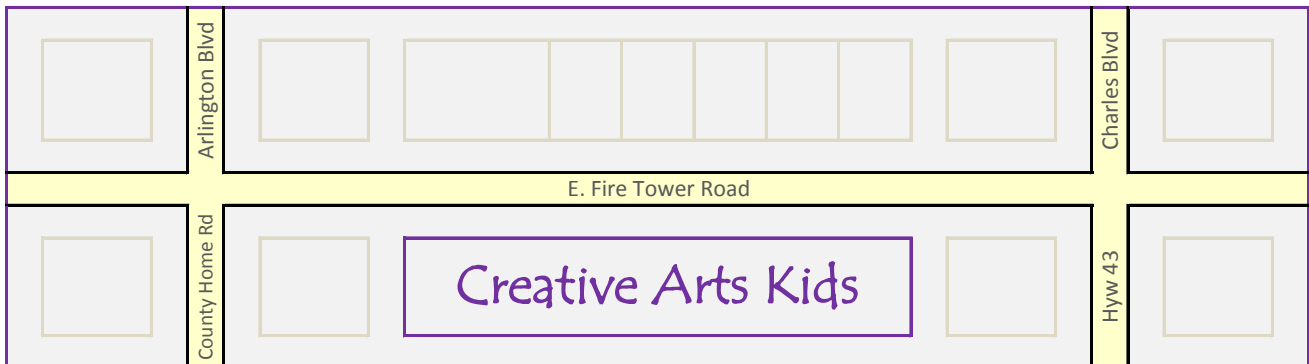 Arlington Blvd
Charles Blvd
E. Fire Tower Road
County Home Rd
Creative Arts Kids
Hyw 43